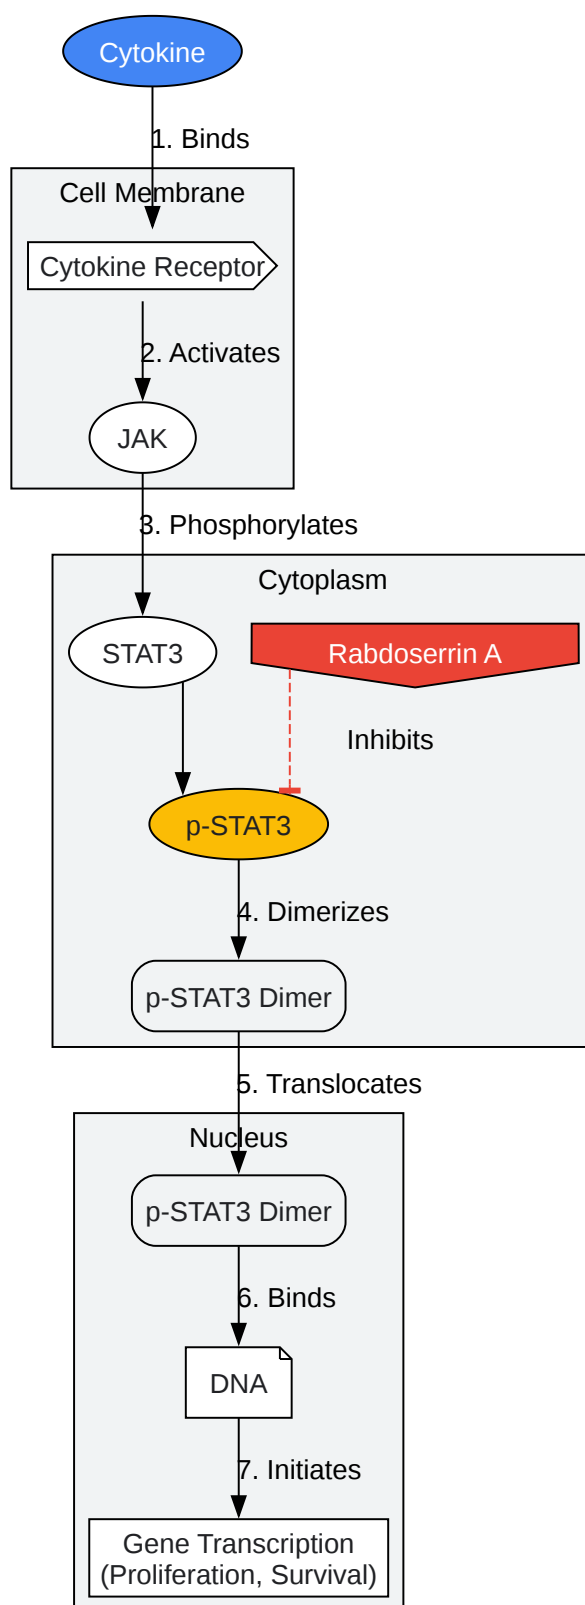 Cytokine
1. Binds
Cell Membrane
Cytokine Receptor
2. Activates
JAK
3. Phosphorylates
Cytoplasm
STAT3
Rabdoserrin A
Inhibits
p-STAT3
4. Dimerizes
p-STAT3 Dimer
5. Translocates
Nucleus
p-STAT3 Dimer
6. Binds
DNA
7. Initiates
Gene Transcription
(Proliferation, Survival)